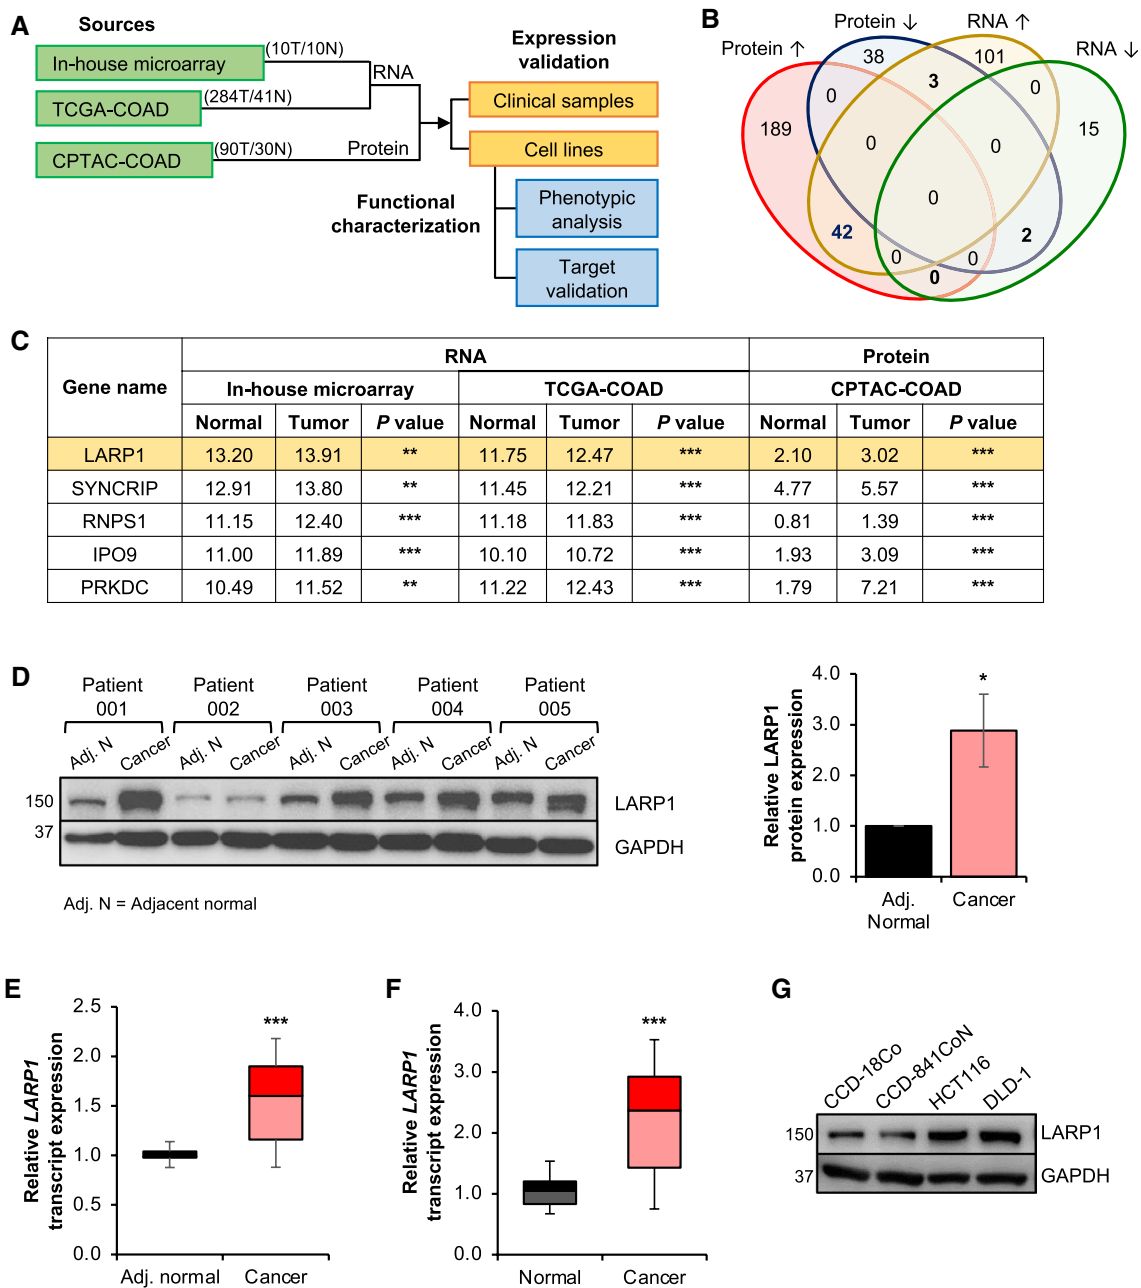 A
Sources
In-house microarray
(10T/10N)
TCGA-COAD
(284T/41N)
CPTAC-COAD
(90T/30N)
RNA
Protein
Expression
validation
Clinical samples
Cell lines
Functional
characterization
Phenotypic
analysis
Target
validation
B
Protein ↑
Protein ↓
RNA ↑
RNA ↓
38
101
3
0
0
189
15
0
0
0
42
2
0
0
0
C
Gene name
RNA
Protein
In-house microarray
TCGA-COAD
CPTAC-COAD
Normal Tumor P value Normal Tumor P value Normal Tumor P value
LARP1 13.20 13.91 ** 11.75 12.47 *** 2.10 3.02 ***
SYNCRIP 12.91 13.80 ** 11.45 12.21 *** 4.77 5.57 ***
RNPS1 11.15 12.40 *** 11.18 11.83 *** 0.81 1.39 ***
IPO9 11.00 11.89 *** 10.10 10.72 *** 1.93 3.09 ***
PRKDC 10.49 11.52 ** 11.22 12.43 *** 1.79 7.21 ***
D
Patient 001
Patient 002
Patient 003
Patient 004
Patient 005
Adj. N Cancer Adj. N Cancer Adj. N Cancer Adj. N Cancer Adj. N Cancer
150
LARP1
37
GAPDH
Adj. N = Adjacent normal
Relative LARP1
protein expression
4.0
3.0
2.0
1.0
0.0
*
Adj.
Normal
Cancer
E
Relative LARP1
transcript expression
2.5
2.0
1.5
1.0
0.5
0.0
***
Adj. normal
Cancer
F
Relative LARP1
transcript expression
4.0
3.0
2.0
1.0
0.0
***
Normal
Cancer
G
CCD-18Co
CCD-841CoN
HCT116
DLD-1
150
LARP1
37
GAPDH